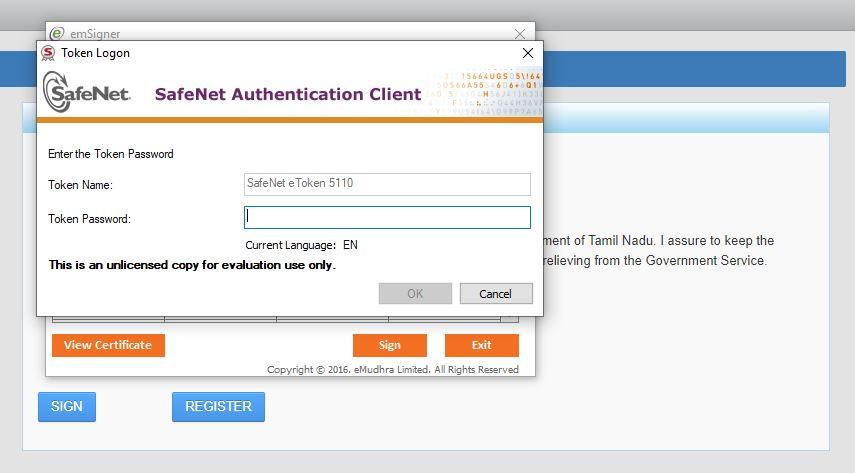 emSigner
Token Logon
SafeNet.
SafeNet Authentication Client
Enter the Token Password
Token Name:
SafeNet eToken 5110
Token Password:
Current Language: EN
This is an unlicensed copy for evaluation use only.
OK
Cancel
ment of Tamil Nadu. I assure to keep the
relieving from the Government Service.
View Certificate
Sign
Exit
Copyright © 2016. eMudhra Limited. All Rights Reserved
SIGN
REGISTER